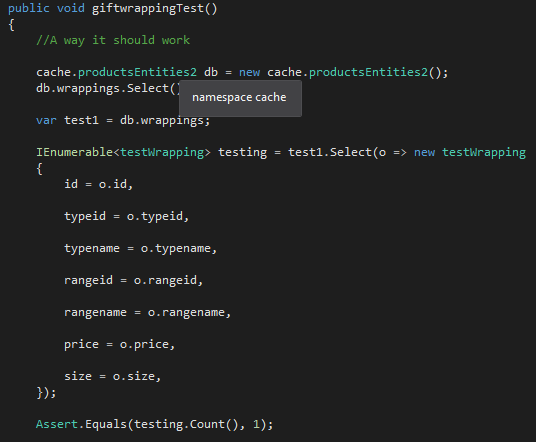 public void giftwrappingTest()
{
//A way it should work
cache.productsEntities2 db = new cache.productsEntities2();
db.wrappings.Select()
namespace cache
var test1 = db.wrappings;
IEnumerable<testWrapping> testing = test1.Select(o => new testWrapping
{
id = o.id,
typeid = o.typeid,
typename = o.typename,
rangeid = o.rangeid,
rangename = o.rangename,
price = o.price,
size = o.size,
});
Assert.Equals(testing.Count(), 1);